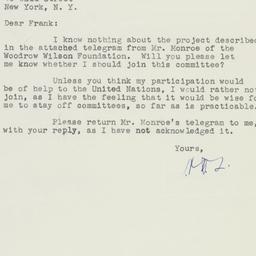 New York, N. Y.
Dear Frank:
I know nothing about the project described
in the attached telegram from Mr. Monroe of the
Woodrow Wilson Foundation. Will you please let
me know whether I should join this committee?
Unless you think my participation would
be of help to the United Nations, I would rather no
join, as I have the feeling that it would be wise fo
me to stay off committees, so far as is practicable.
Please return Mr. Monroe's telegram to me,
with your reply, as I have not acknowledged it.
Yours,